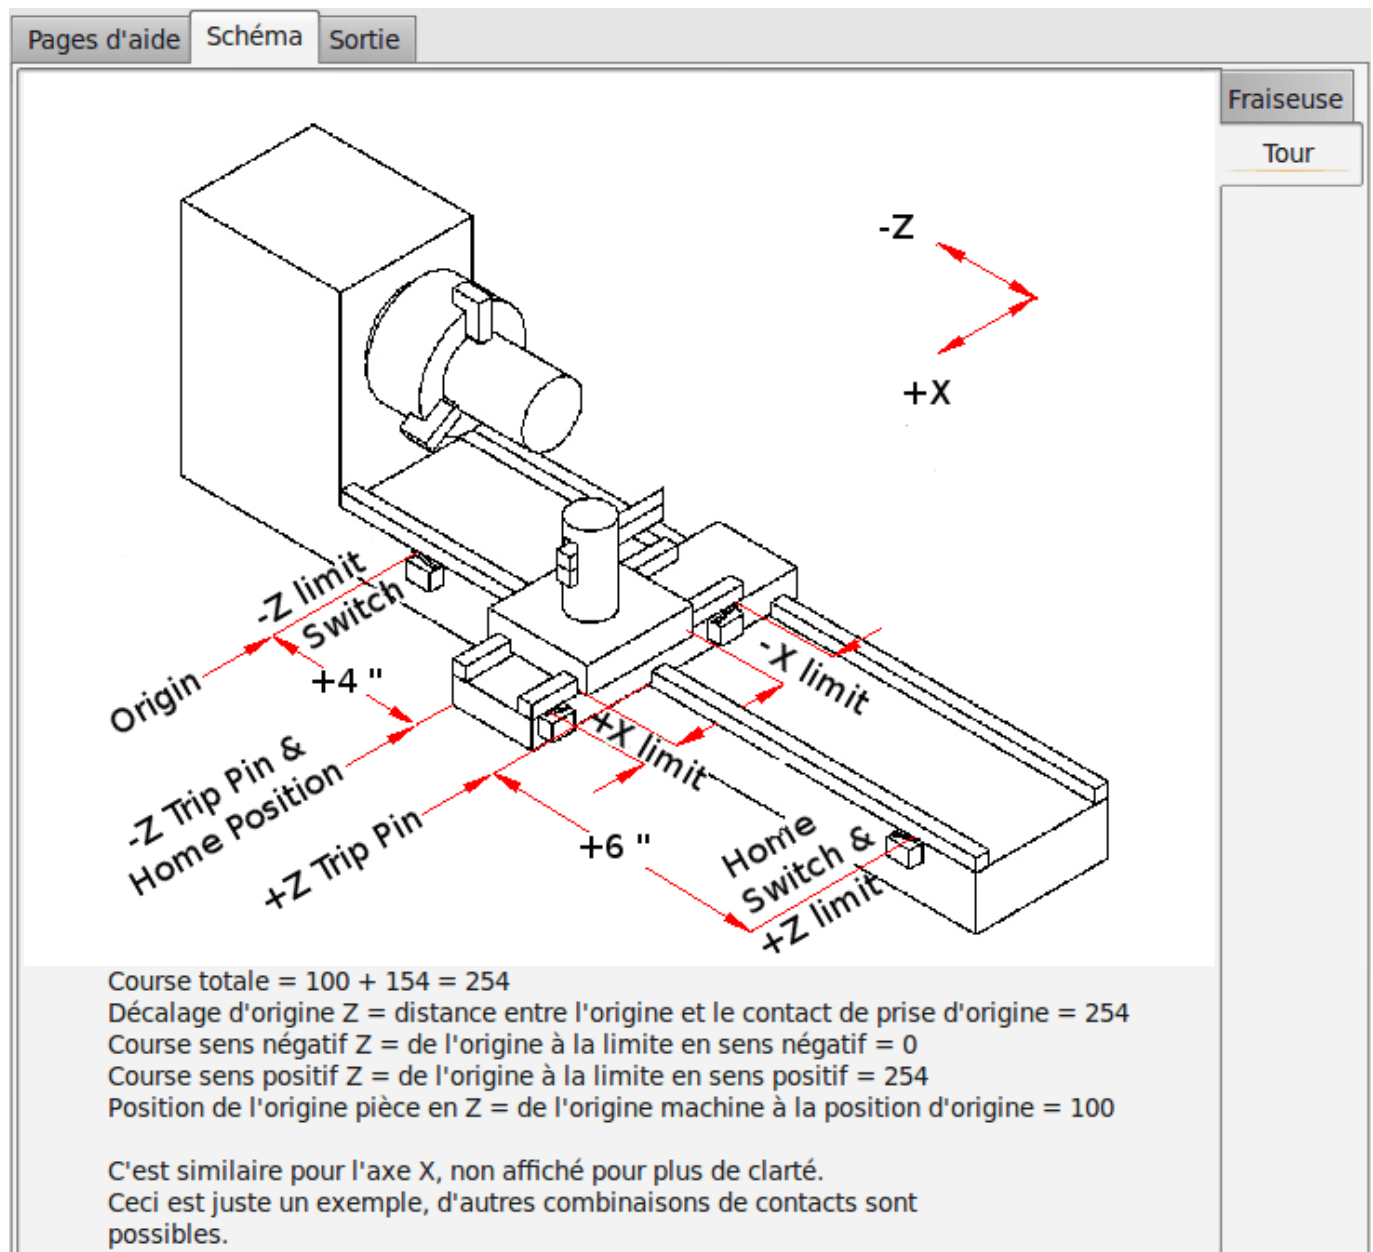 Pages d'aide
Schéma
Sortie
Fraiseuse
Tour
-Z
+X
-Z limit
Switch
Origin
+4 "
-X limit
+X limit
-Z Trip Pin &
Home Position
+Z Trip Pin
+6 "
Home
Switch &
+Z limit
Course totale = 100 + 154 = 254
Décalage d'origine Z = distance entre l'origine et le contact de prise d'origine = 254
Course sens négatif Z = de l'origine à la limite en sens négatif = 0
Course sens positif Z = de l'origine à la limite en sens positif = 254
Position de l'origine pièce en Z = de l'origine machine à la position d'origine = 100
C'est similaire pour l'axe X, non affiché pour plus de clarté.
Ceci est juste un exemple, d'autres combinaisons de contacts sont
possibles.